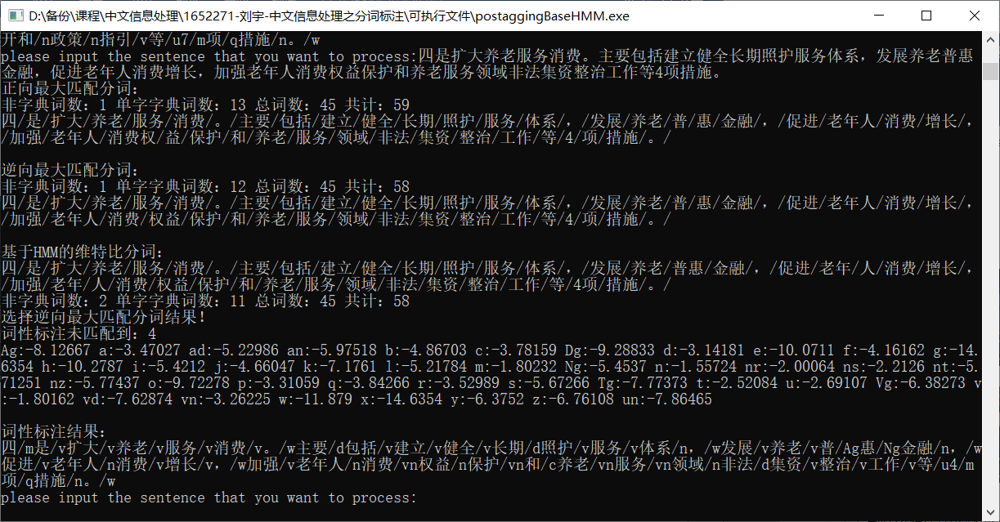 D:\备份\课程\中文信息处理\1652271-刘宇-中文信息处理之分词标注\可执行文件\postaggingBaseHMM.exe
开和/n政策/n指引/v等/u7/m项/q措施/n。/w
please input the sentence that you want to process:四是扩大养老服务消费。主要包括建立健全长期照护服务体系，发展养老普惠
金融，促进老年人消费增长，加强老年人消费权益保护和养老服务领域非法集资整治工作等4项措施。
正向最大匹配分词：
非字典词数：1 单字字典词数：13 总词数：45 共计：59
四/是/扩大/养老/服务/消费/。/主要/包括/建立/健全/长期/照护/服务/体系/，/发展/养老/普/惠/金融/，/促进/老年人/消费/增长/，
/加强/老年人/消费权/益/保护/和/养老/服务/领域/非法/集资/整治/工作/等/4/项/措施/。/
逆向最大匹配分词：
非字典词数：1 单字字典词数：12 总词数：45 共计：58
四/是/扩大/养老/服务/消费/。/主要/包括/建立/健全/长期/照护/服务/体系/，/发展/养老/普/惠/金融/，/促进/老年人/消费/增长/，
/加强/老年人/消费/权益/保护/和/养老/服务/领域/非法/集资/整治/工作/等/4/项/措施/。/
基于HMM的维特比分词：
四/是/扩大/养老/服务/消费/。/主要/包括/建立/健全/长期/照护/服务/体系/，/发展/养老/普惠/金融/，/促进/老年/人/消费/增长/，
/加强/老年/人/消费/权益/保护/和/养老/服务/领域/非法/集资/整治/工作/等/4项/措施/。/
非字典词数：2 单字字典词数：11 总词数：45 共计：58
选择逆向最大匹配分词结果！
词性标注未匹配到：4
Ag:-8.12667 a:-3.47027 ad:-5.22986 an:-5.97518 b:-4.86703 c:-3.78159 Dg:-9.28833 d:-3.14181 e:-10.0711 f:-4.16162 g:-14.
6354 h:-10.2787 i:-5.4212 j:-4.66047 k:-7.1761 l:-5.21784 m:-1.80232 Ng:-5.4537 n:-1.55724 nr:-2.00064 ns:-2.2126 nt:-5.
71251 nz:-5.77437 o:-9.72278 p:-3.31059 q:-3.84266 r:-3.52989 s:-5.67266 Tg:-7.77373 t:-2.52084 u:-2.69107 Vg:-6.38273 v
:-1.80162 vd:-7.62874 vn:-3.26225 w:-11.879 x:-14.6354 y:-6.3752 z:-6.76108 un:-7.86465
词性标注结果：
四/m是/v扩大/v养老/v服务/v消费/v。/w主要/d包括/v建立/v健全/v长期/d照护/v服务/v体系/n，/w发展/v养老/v普/Ag惠/Ng金融/n，/w
促进/v老年人/n消费/v增长/v，/w加强/v老年人/n消费/vn权益/n保护/vn和/c养老/vn服务/vn领域/n非法/d集资/v整治/v工作/v等/u4/m
项/q措施/n。/w
please input the sentence that you want to process: